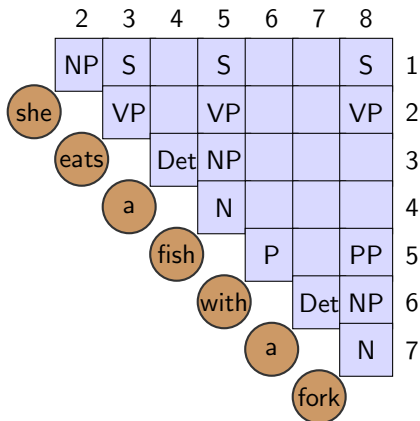 2 3 4 5 6 7 8
NP S S S 1
she VP VP VP 2
eats Det NP 3
a N 4
fish P PP 5
with Det NP 6
a N 7
fork